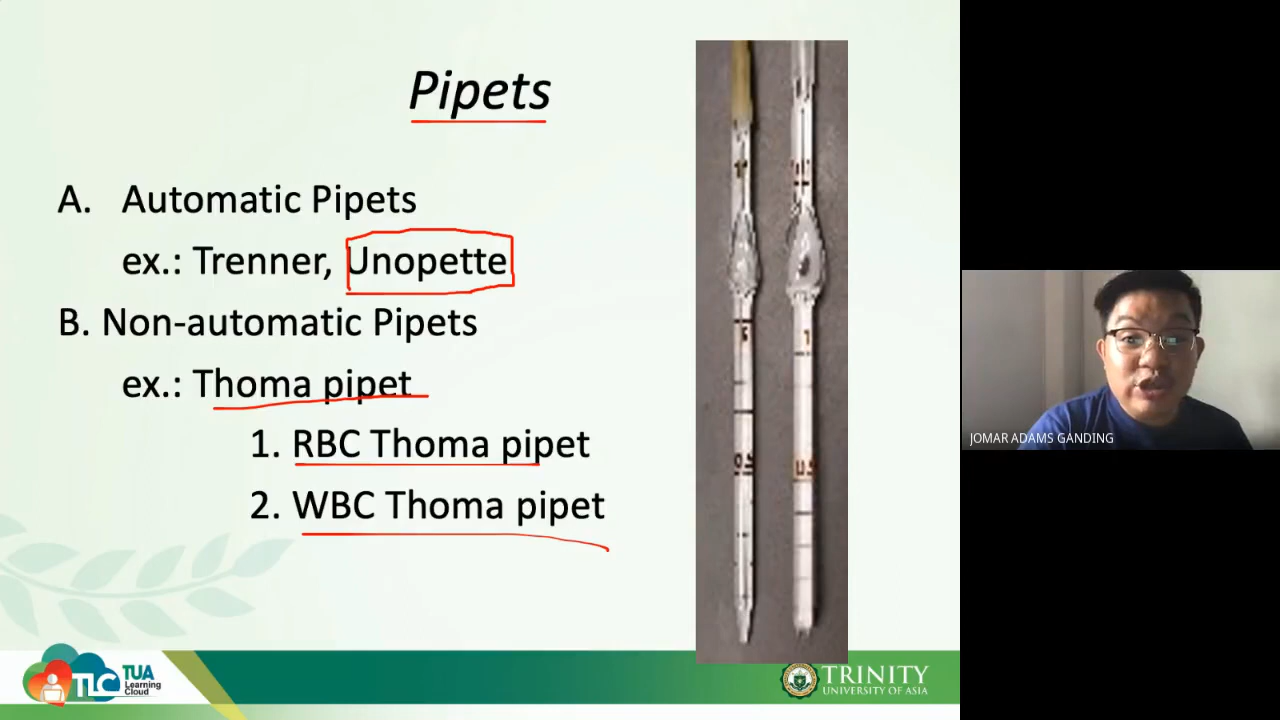 Pipets
A. Automatic Pipets
ex.: Trenner, Unopette
B. Non-automatic Pipets
ex.: Thoma pipet
1. RBC Thoma pipet
2. WBC Thoma pipet
JOMAR ADAMS GANDING
TLC TUA
Learning
Cloud
TRINITY
UNIVERSITY OF ASIA